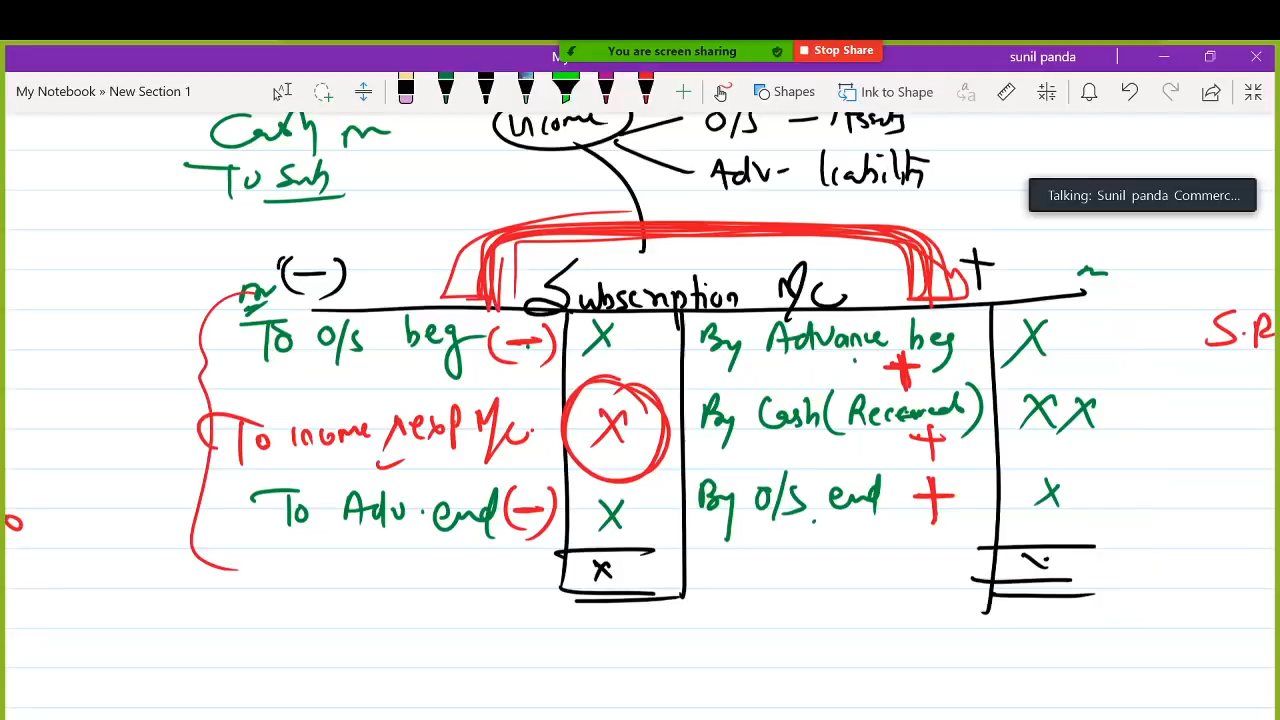 You are screen sharing
Stop Share
My
sunil panda
My Notebook » New Section 1
Shapes
Ink to Researcher
Cash
Income
O/S - Assets
To Sub
Adv - liability
Talking: Sunil panda Commerc...
(-)
Subscription A/C
+
To O/S beg (-) X By Advance beg + X
S.P
To Income & exp A/C. X By Cash (Received) + XX
To Adv. end (-) X By O/S. end + x
x